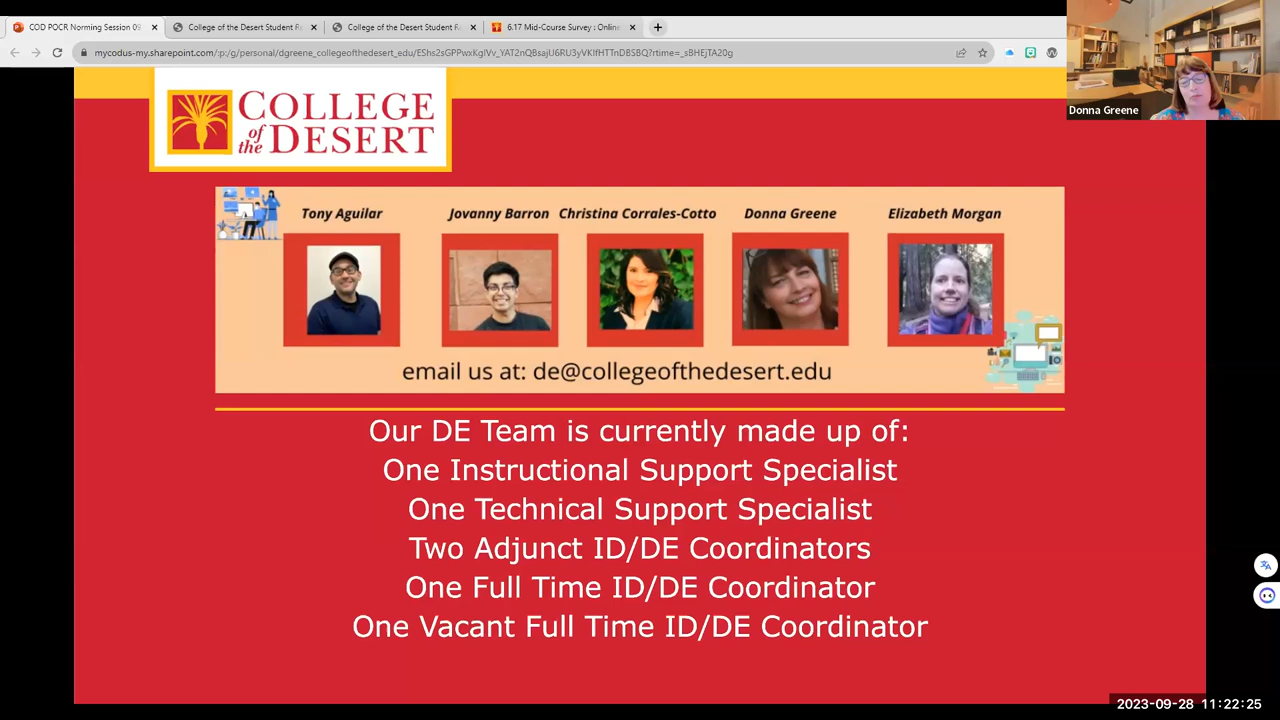 COD POCR Norming Session 09
College of the Desert Student R
College of the Desert Student R
6.17 Mid-Course Survey : Online
mycodus-my.sharepoint.com/:p:/g/personal/dgreene_collegeofthedesert_edu/
Donna Greene
COLLEGE
of the DESERT
Tony Aguilar
Jovanny Barron
Christina Corrales-Cotto
Donna Greene
Elizabeth Morgan
email us at: de@collegeofthedesert.edu
Our DE Team is currently made up of:
One Instructional Support Specialist
One Technical Support Specialist
Two Adjunct ID/DE Coordinators
One Full Time ID/DE Coordinator
One Vacant Full Time ID/DE Coordinator
2023-09-28 11:22:25